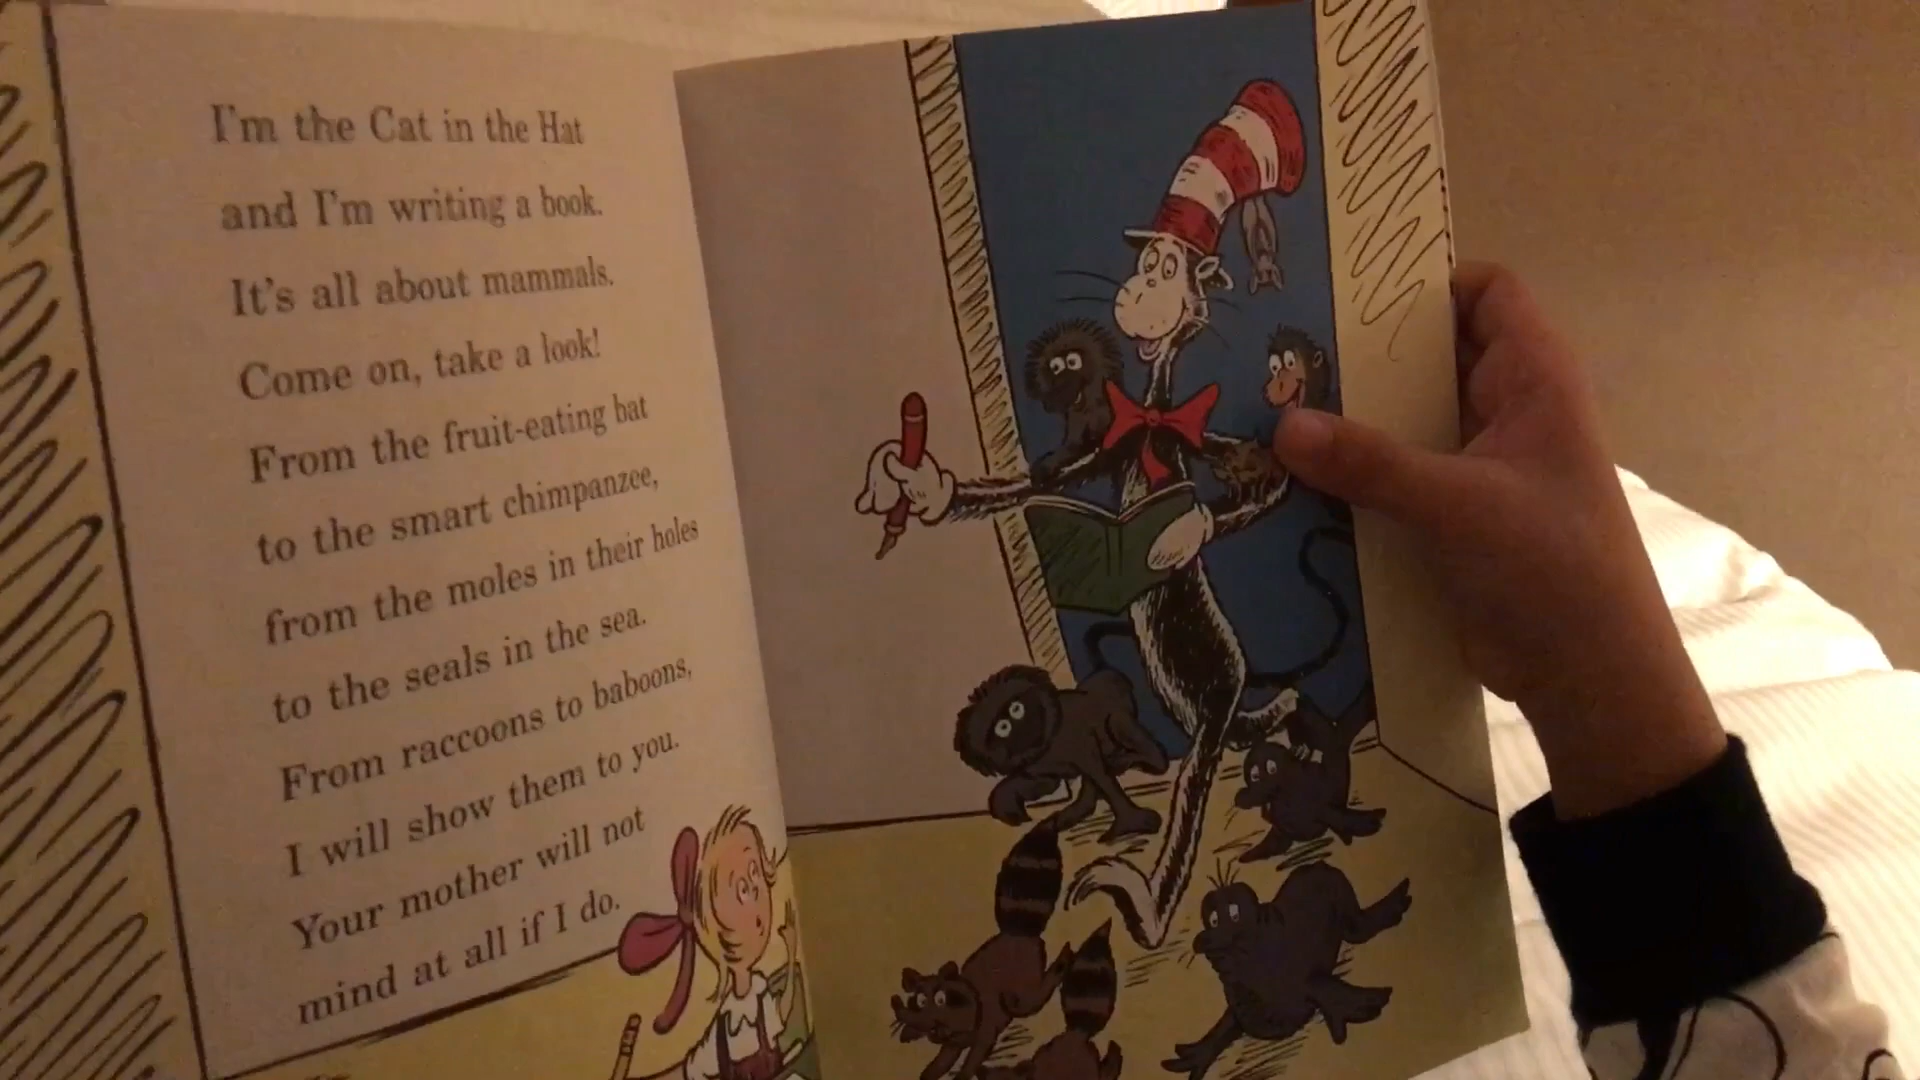 I'm the Cat in the Hat
and I'm writing a book.
It's all about mammals.
Come on, take a look!
From the fruit-eating bat
to the smart chimpanzee,
from the moles in their holes
to the seals in the sea.
From raccoons to baboons,
I will show them to you.
Your mother will not
mind at all if I do.